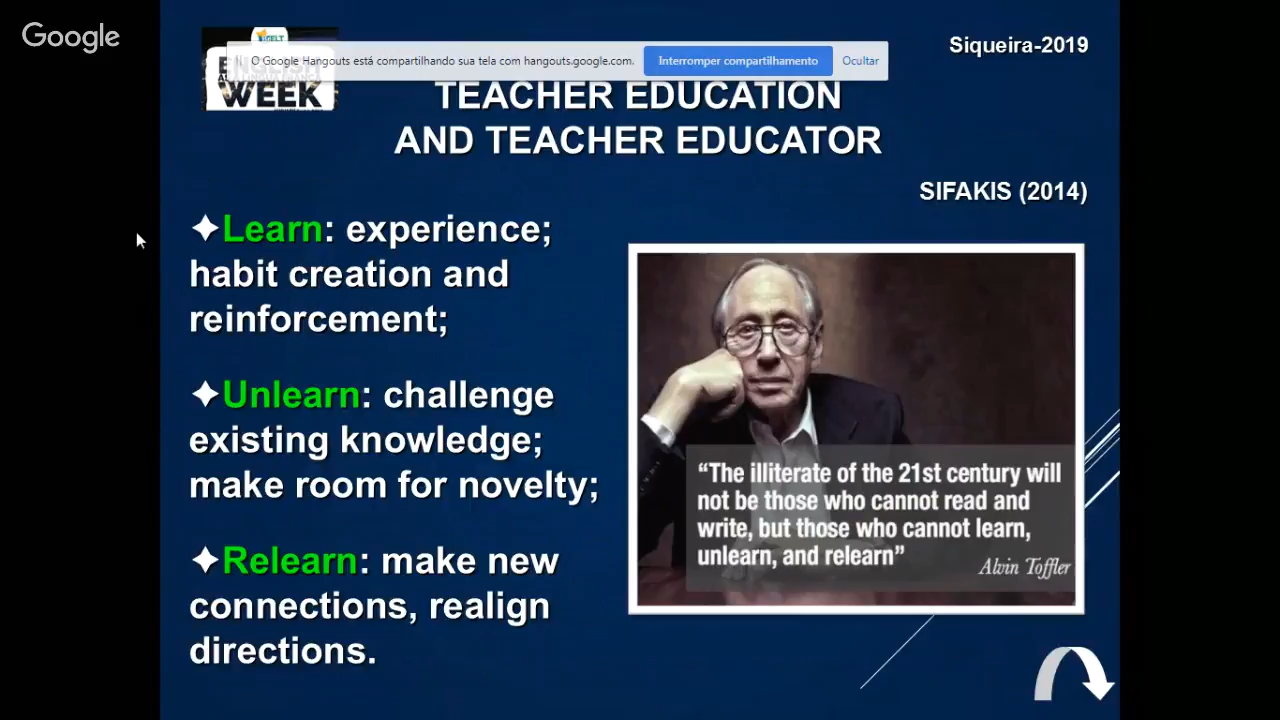 Google
Siqueira-2019
O Google Hangouts está compartilhando sua tela com hangouts.google.com.
Interromper compartilhamento
Ocultar
WEEK
TEACHER EDUCATION
AND TEACHER EDUCATOR
SIFAKIS (2014)
✦Learn: experience;
habit creation and
reinforcement;
✦Unlearn: challenge
existing knowledge;
make room for novelty;
✦Relearn: make new
connections, realign
directions.
“The illiterate of the 21st century will
not be those who cannot read and
write, but those who cannot learn,
unlearn, and relearn”
Alvin Toffler